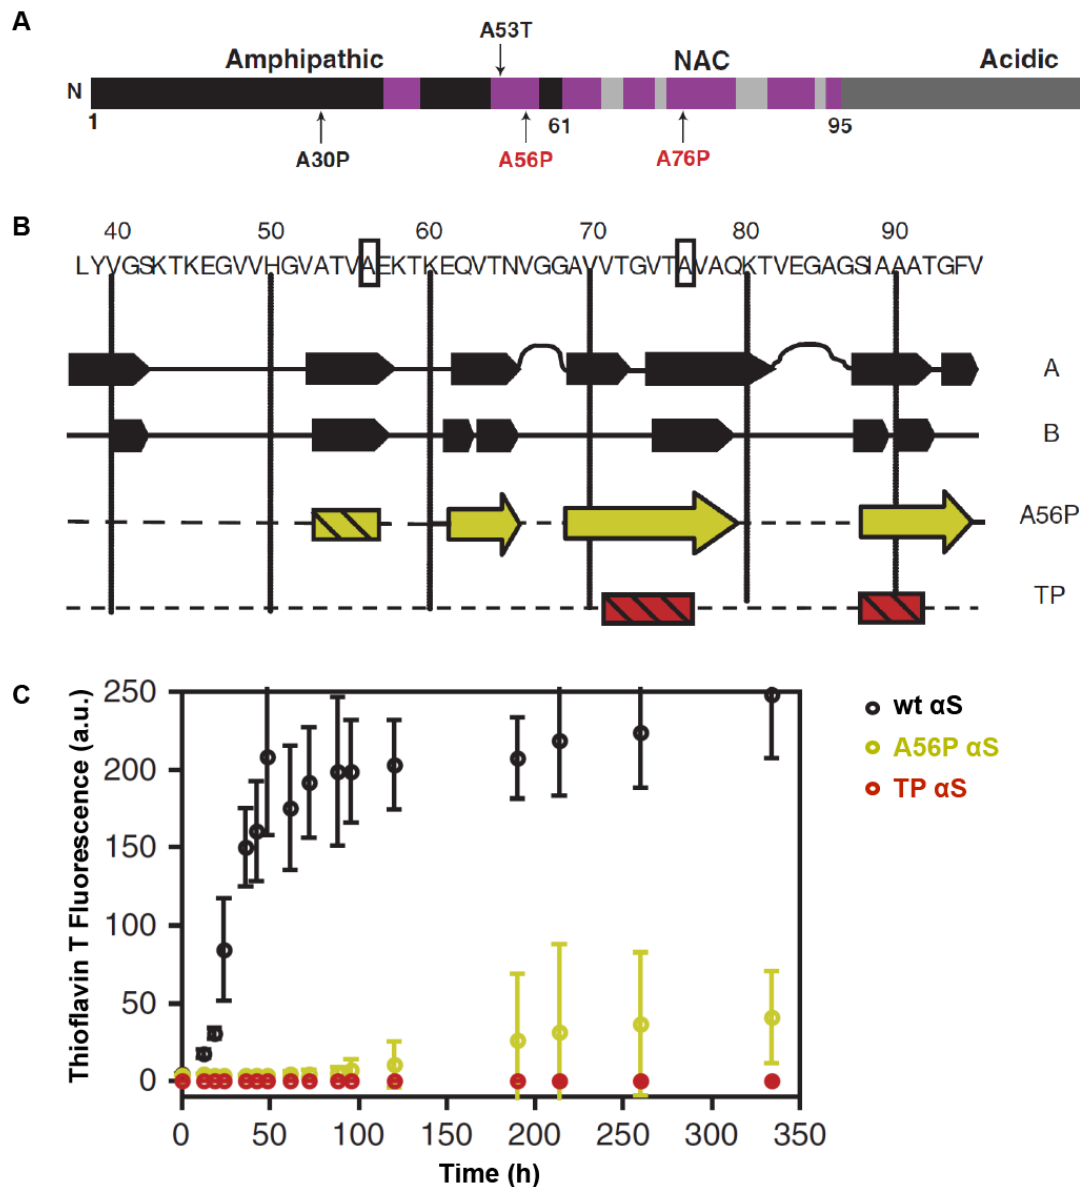 A
A53T
Amphipathic NAC Acidic
N
1 61 95
A30P A56P A76P
B
40 50 60 70 80 90
LYVGSKTKEGVVHGVATVAEKTKEQVTNVGGAVVTGVTAVAQKTVEGAGSIAAATGFV
A
B
A56P
TP
C
Thioflavin T Fluorescence (a.u.)
250
200
150
100
50
0
0 50 100 150 200 250 300 350
Time (h)
wt αS
A56P αS
TP αS